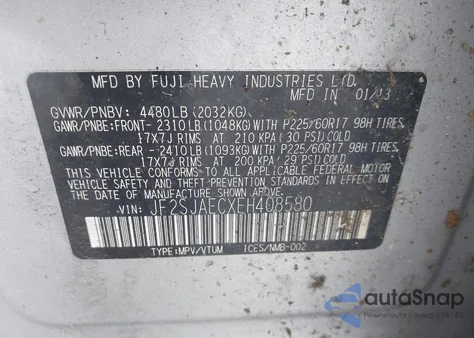 MFD BY FUJI HEAVY INDUSTRIES LTD.
MFD IN 01/13
GVWR/PNBV: 4480LB(2032KG)
GAWR/PNBE:FRONT-2310LB(1048KG)WITH P225/60R17 98H TIRES,
17X7J RIMS AT 210 KPA(30 PSI)COLD
GAWR/PNBE:REAR -2410LB(1093KG)WITH P225/60R17 98H TIRES,
17X7J RIMS AT 200 KPA(29 PSI)COLD
THIS VEHICLE CONFORMS TO ALL APPLICABLE FEDERAL MOTOR
VEHICLE SAFETY STANDARDS IN EFFECT ON
THE DATE OF MANUFACTURE SHOWN ABOVE.
VIN: JF2SJAECXEH408580
TYPE:MPV/VTUM ICES/NMB-002
autoSnap